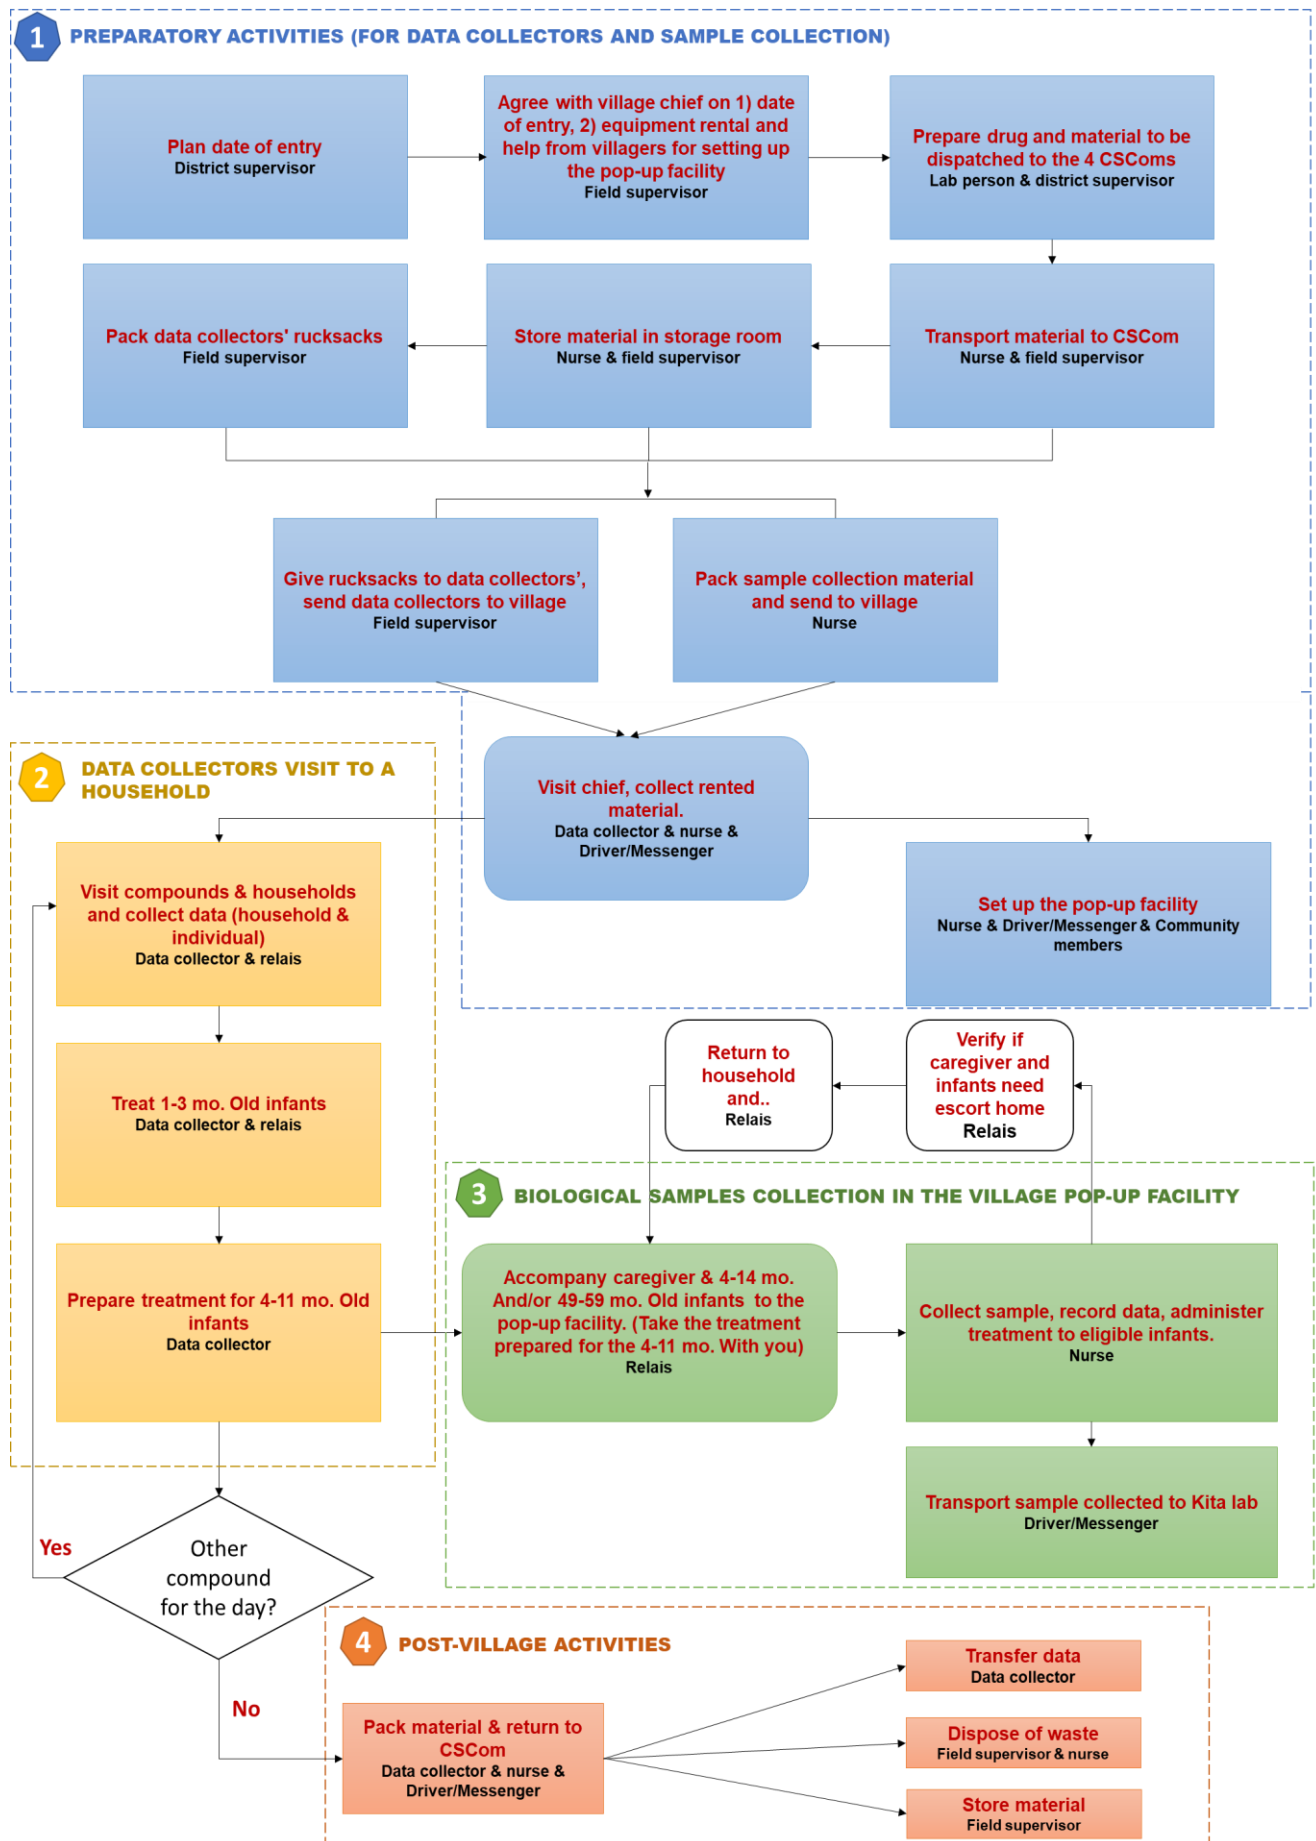 1
PREPARATORY ACTIVITIES (FOR DATA COLLECTORS AND SAMPLE COLLECTION)
Plan date of entry
District supervisor
Agree with village chief on 1) date
of entry, 2) equipment rental and
help from villagers for setting up
the pop-up facility
Field supervisor
Prepare drug and material to be
dispatched to the 4 CSComs
Lab person & district supervisor
Pack data collectors' rucksacks
Field supervisor
Store material in storage room
Nurse & field supervisor
Transport material to CSCom
Nurse & field supervisor
Give rucksacks to data collectors’,
send data collectors to village
Field supervisor
Pack sample collection material
and send to village
Nurse
Visit chief, collect rented
material.
Data collector & nurse &
Driver/Messenger
Set up the pop-up facility
Nurse & Driver/Messenger & Community
members
2
DATA COLLECTORS VISIT TO A
HOUSEHOLD
Visit compounds & households
and collect data (household &
individual)
Data collector & relais
Treat 1-3 mo. Old infants
Data collector & relais
Prepare treatment for 4-11 mo. Old
infants
Data collector
Return to
household
and..
Relais
Verify if
caregiver and
infants need
escort home
Relais
3
BIOLOGICAL SAMPLES COLLECTION IN THE VILLAGE POP-UP FACILITY
Accompany caregiver & 4-14 mo.
And/or 49-59 mo. Old infants to the
pop-up facility. (Take the treatment
prepared for the 4-11 mo. With you)
Relais
Collect sample, record data, administer
treatment to eligible infants.
Nurse
Transport sample collected to Kita lab
Driver/Messenger
Yes
Other
compound
for the day?
No
4
POST-VILLAGE ACTIVITIES
Pack material & return to
CSCom
Data collector & nurse &
Driver/Messenger
Transfer data
Data collector
Dispose of waste
Field supervisor & nurse
Store material
Field supervisor